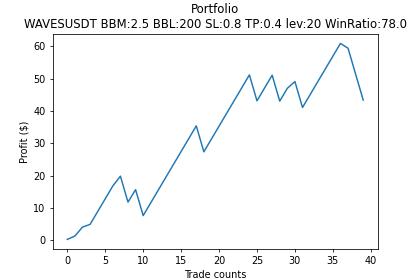 Portfolio
WAVESUSDT BBM:2.5 BBL:200 SL:0.8 TP:0.4 lev:20 WinRatio:78.0
60
50
40
30
20
10
0
Profit ($)
0 5 10 15 20 25 30 35 40
Trade counts